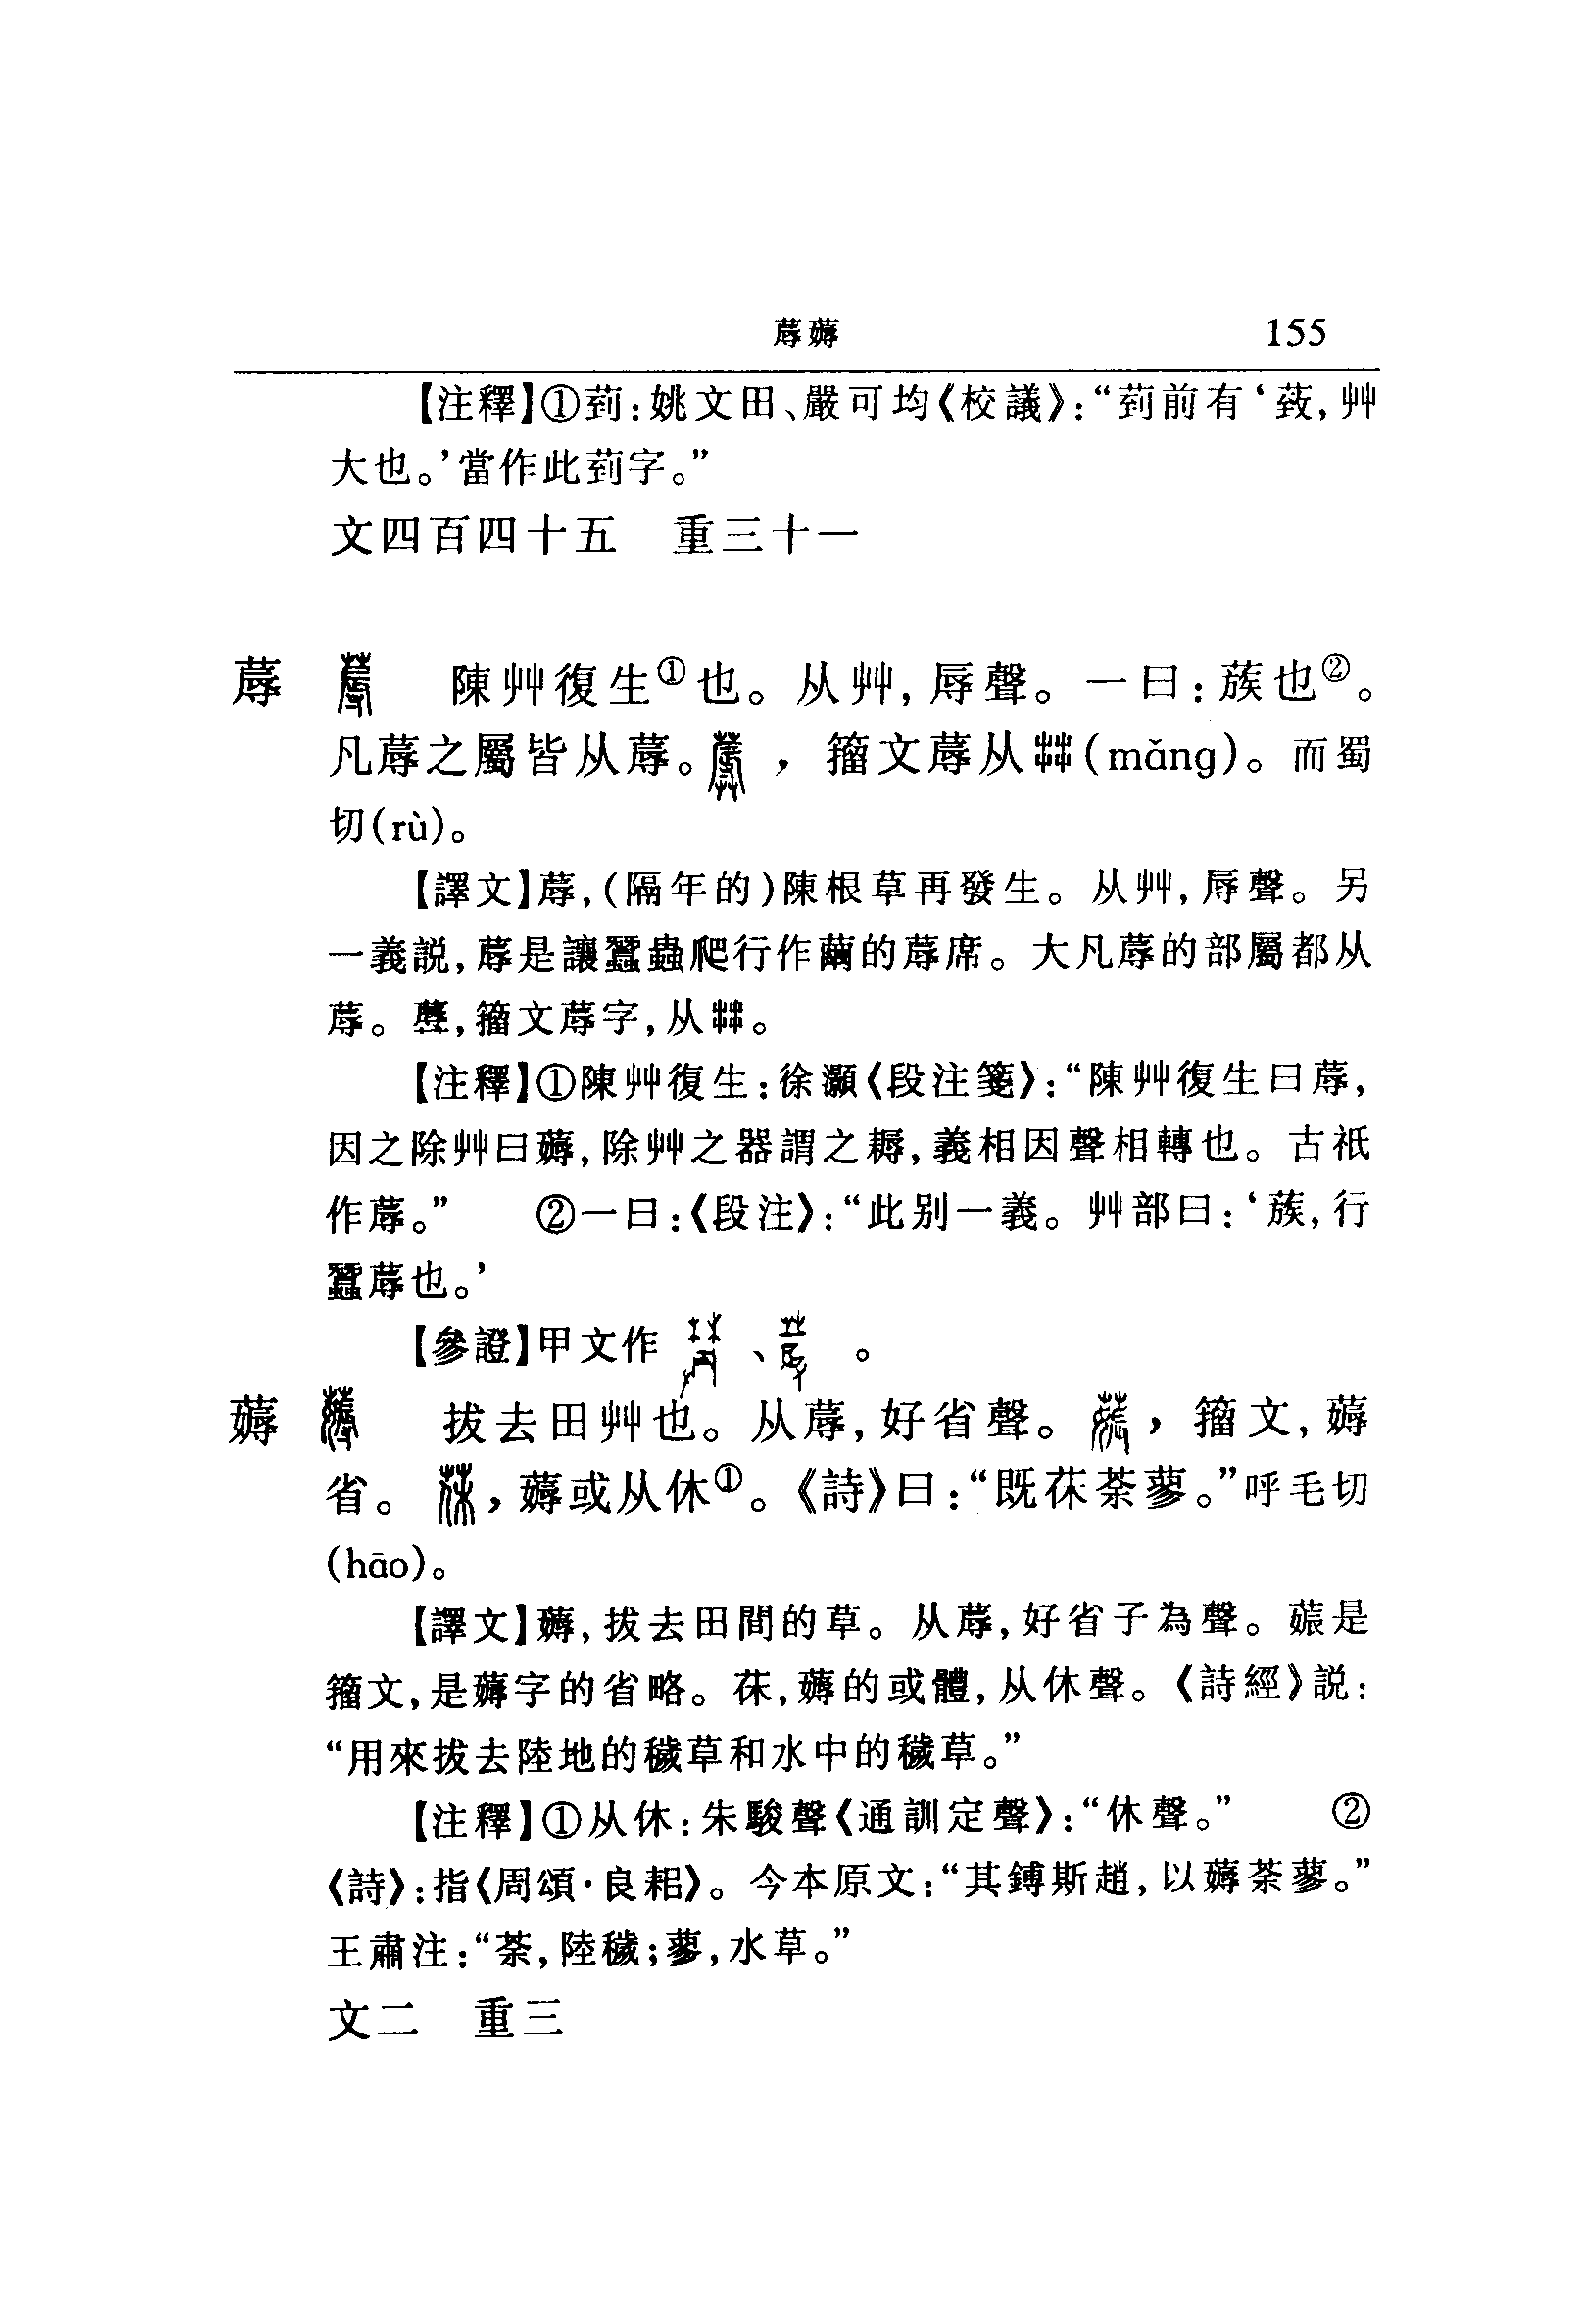 蓐薅 155
【注釋】①菿:姚文田、嚴可均《校議》:“菿前有‘䓸,艸
大也。’當作此菿字。”
文四百四十五 重三十一
蓐 陳艸復生①也。从艸,辱聲。一曰:蔟也②。
凡蓐之屬皆从蓐。,籀文蓐从茻(mǎng)。而蜀
切(rù)。
【譯文】蓐,(隔年的)陳根草再發生。从艸,辱聲。另
一義説,蓐是讓蠶蟲爬行作繭的蓐席。大凡蓐的部屬都从
蓐。,籀文蓐字,从茻。
【注釋】①陳艸復生:徐灝《段注箋》:“陳艸復生曰蓐,
因之除艸曰薅,除艸之器謂之耨,義相因聲相轉也。古衹
作蓐。” ②一曰:《段注》:“此别一義。艸部曰:‘蔟,行
蠶蓐也。’
【參證】甲文作 、 。
薅 拔去田艸也。从蓐,好省聲。,籀文,薅
省。,薅或从休①。《詩》曰:“既茠荼蓼。”呼毛切
(hāo)。
【譯文】薅,拔去田間的草。从蓐,好省子為聲。是
籀文,是薅字的省略。茠,薅的或體,从休聲。《詩經》説:
“用來拔去陸地的穢草和水中的穢草。”
【注釋】①从休:朱駿聲《通訓定聲》:“休聲。” ②
《詩》:指《周頌·良耜》。今本原文:“其鎛斯趙,以薅荼蓼。”
王肅注:“荼,陸穢;蓼,水草。”
文二 重三